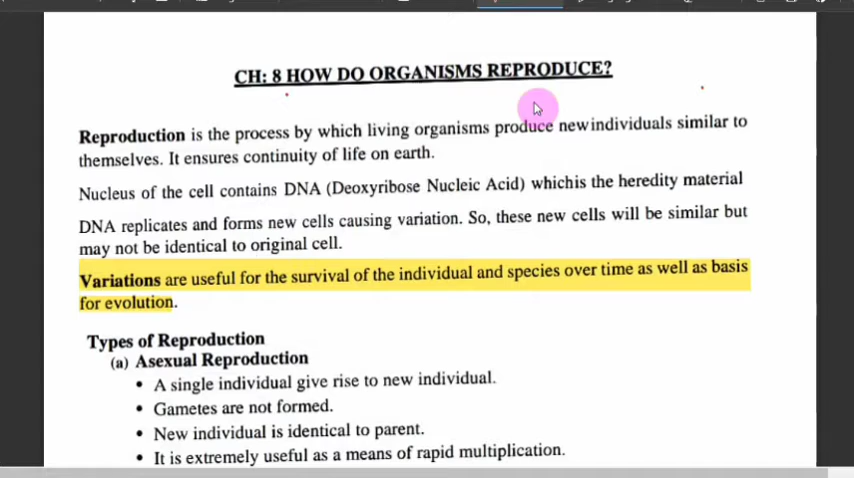 CH: 8 HOW DO ORGANISMS REPRODUCE?
Reproduction is the process by which living organisms produce newindividuals similar to
themselves. It ensures continuity of life on earth.
Nucleus of the cell contains DNA (Deoxyribose Nucleic Acid) whichis the heredity material
DNA replicates and forms new cells causing variation. So, these new cells will be similar but
may not be identical to original cell.
Variations are useful for the survival of the individual and species over time as well as basis
for evolution.
Types of Reproduction
(a) Asexual Reproduction
• A single individual give rise to new individual.
• Gametes are not formed.
• New individual is identical to parent.
• It is extremely useful as a means of rapid multiplication.